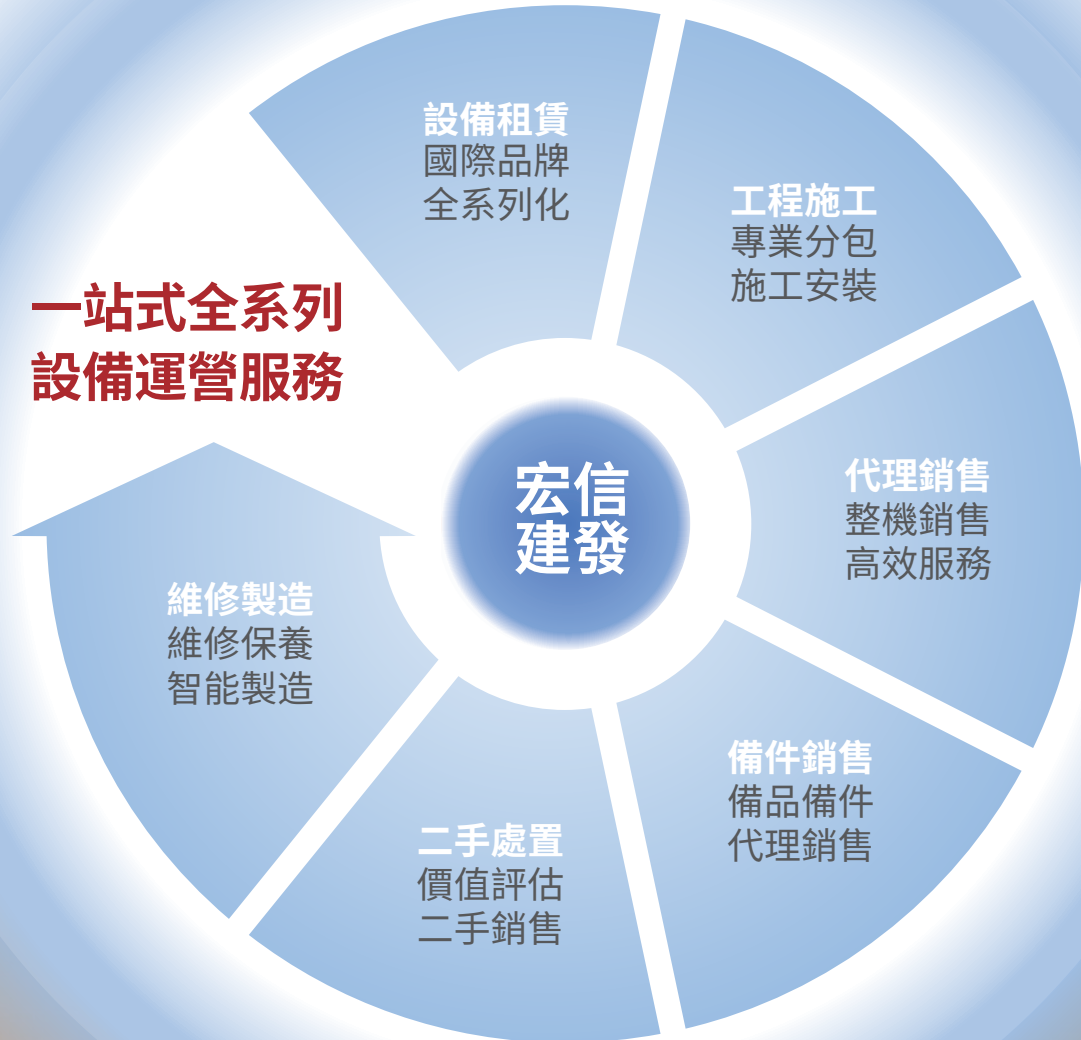 設備租賃
國際品牌
全系列化
工程施工
專業分包
施工安裝
一站式全系列
設備運營服務
代理銷售
整機銷售
高效服務
宏信
建發
維修製造
維修保養
智能製造
備件銷售
備品備件
代理銷售
二手處置
價值評估
二手銷售